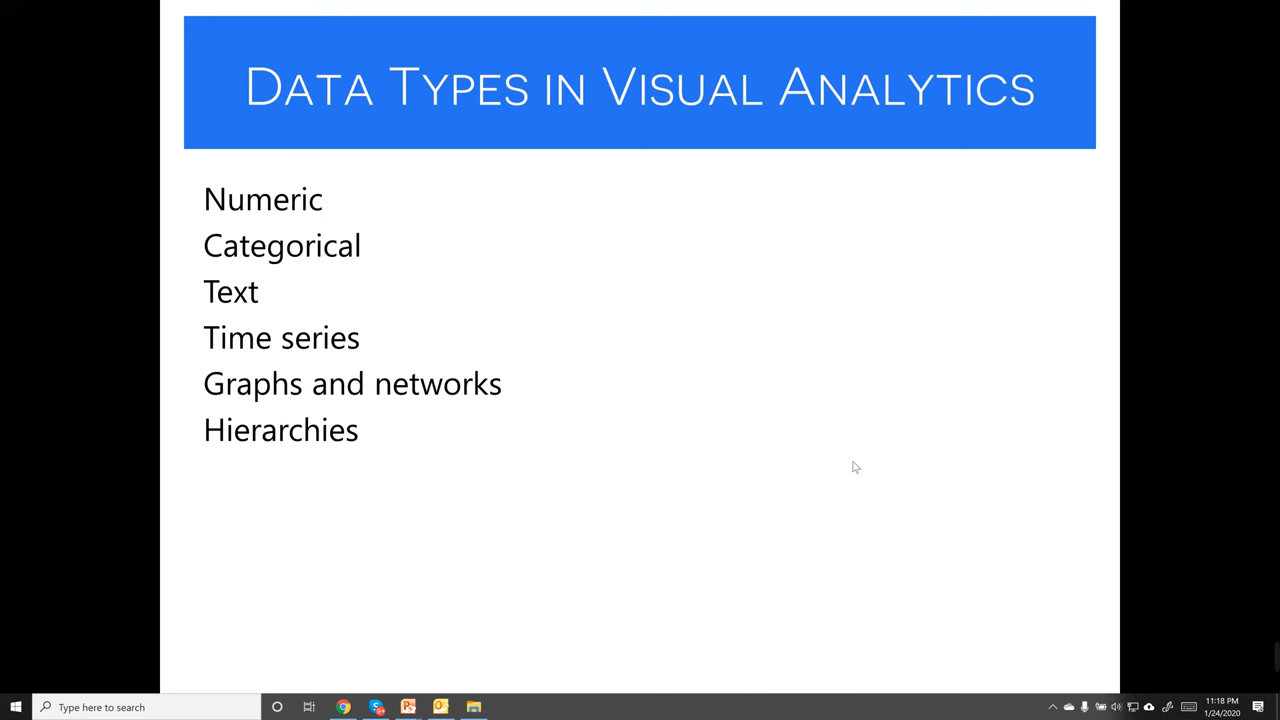 DATA TYPES IN VISUAL ANALYTICS
Numeric
Categorical
Text
Time series
Graphs and networks
Hierarchies
Type here to search
11:18 PM
1/24/2020